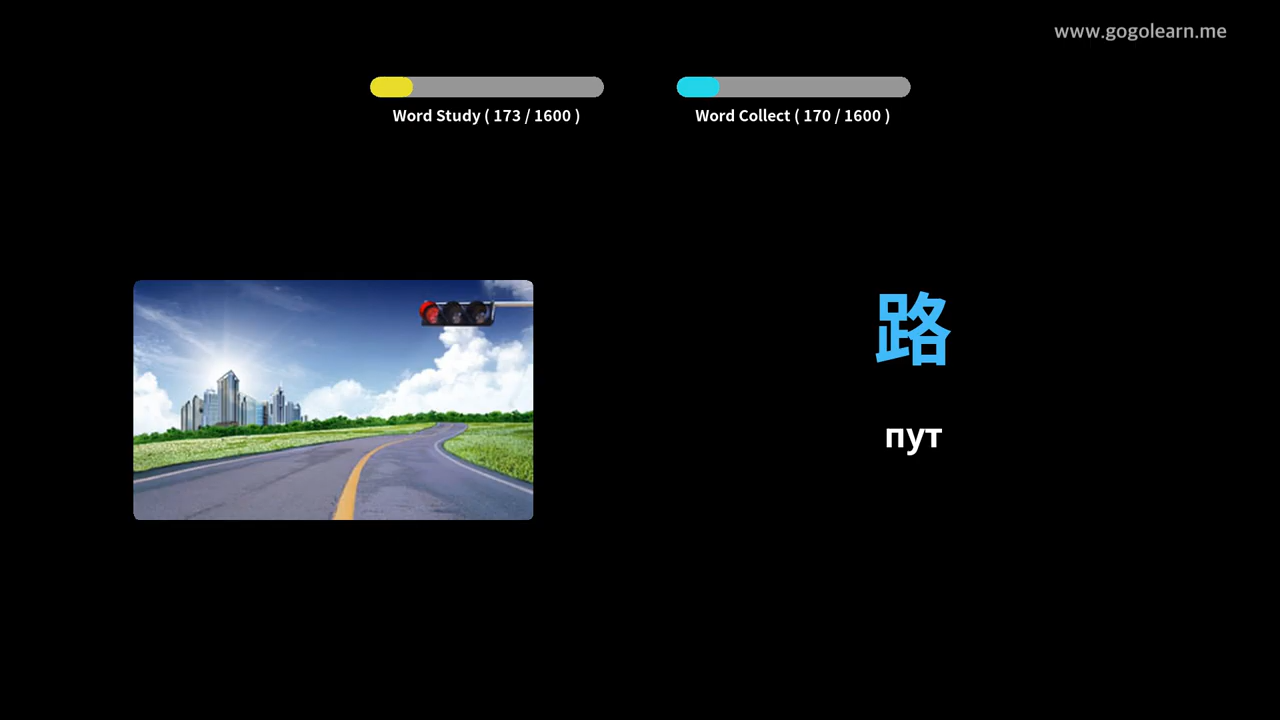 www.gogolearn.me
Word Study ( 173 / 1600 )
Word Collect ( 170 / 1600 )
路
пут